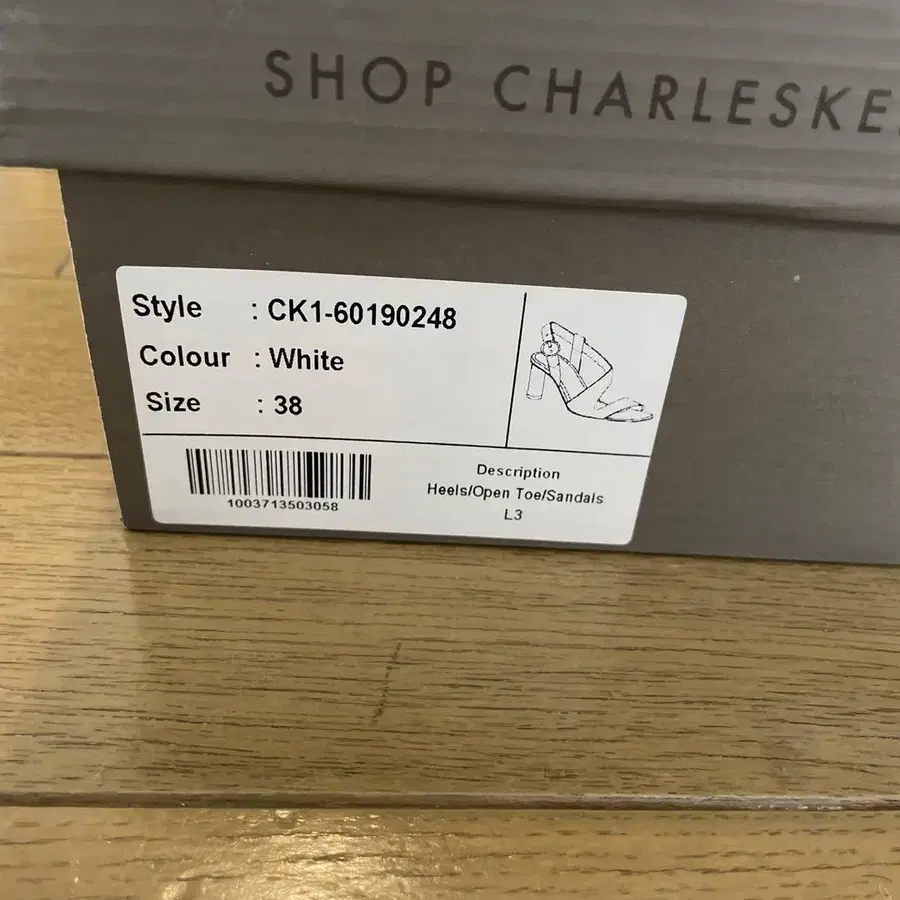 SHOP CHARLESKE
Style : CK1-60190248
Colour : White
Size : 38
1003713503058
Description
Heels/Open Toe/Sandals
L3